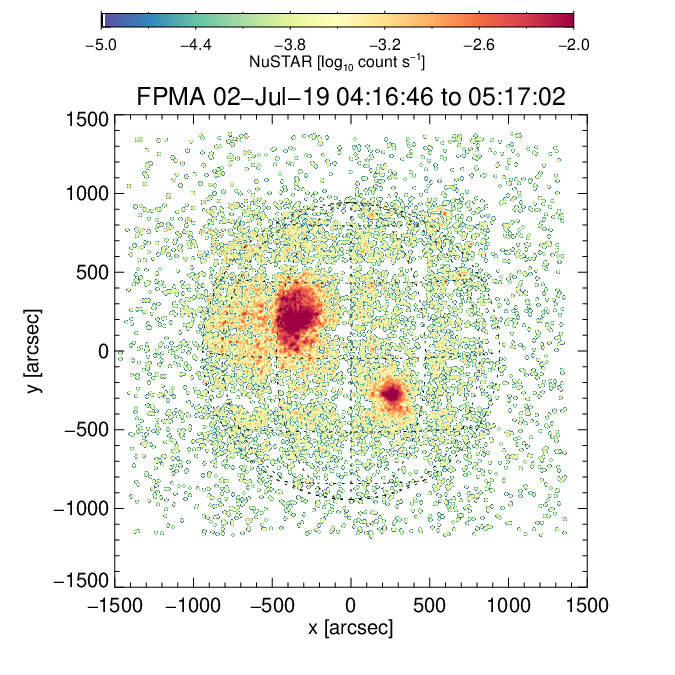 −5.0 −4.4 −3.8 −3.2 −2.6 −2.0
NuSTAR [log₁₀ count s⁻¹]
FPMA 02−Jul−19 04:16:46 to 05:17:02
1500
1000
500
0
−500
−1000
−1500
y [arcsec]
−1500 −1000 −500 0 500 1000 1500
x [arcsec]